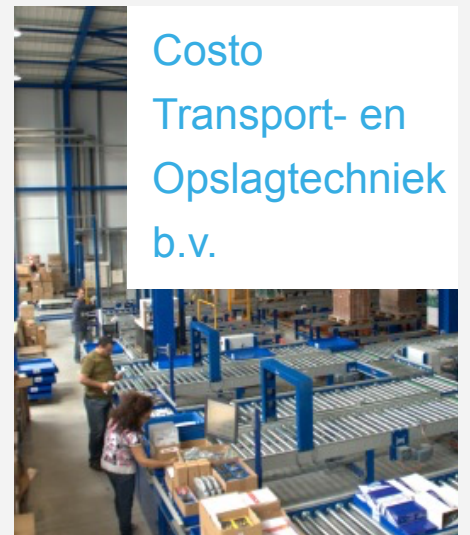 Costo
Transport- en
Opslagtechniek
b.v.